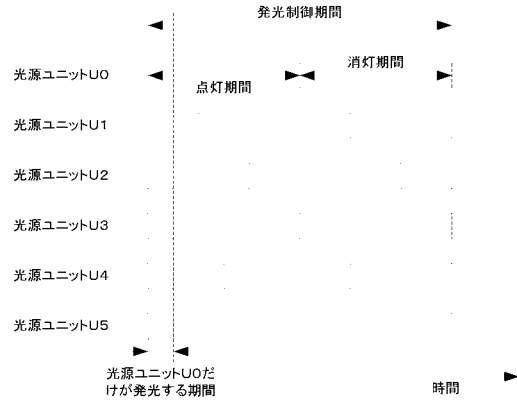 発光制御期間
光源ユニットU0
消灯期間
点灯期間
光源ユニットU1
光源ユニットU2
光源ユニットU3
光源ユニットU4
光源ユニットU5
光源ユニットU0だ
けが発光する期間
時間